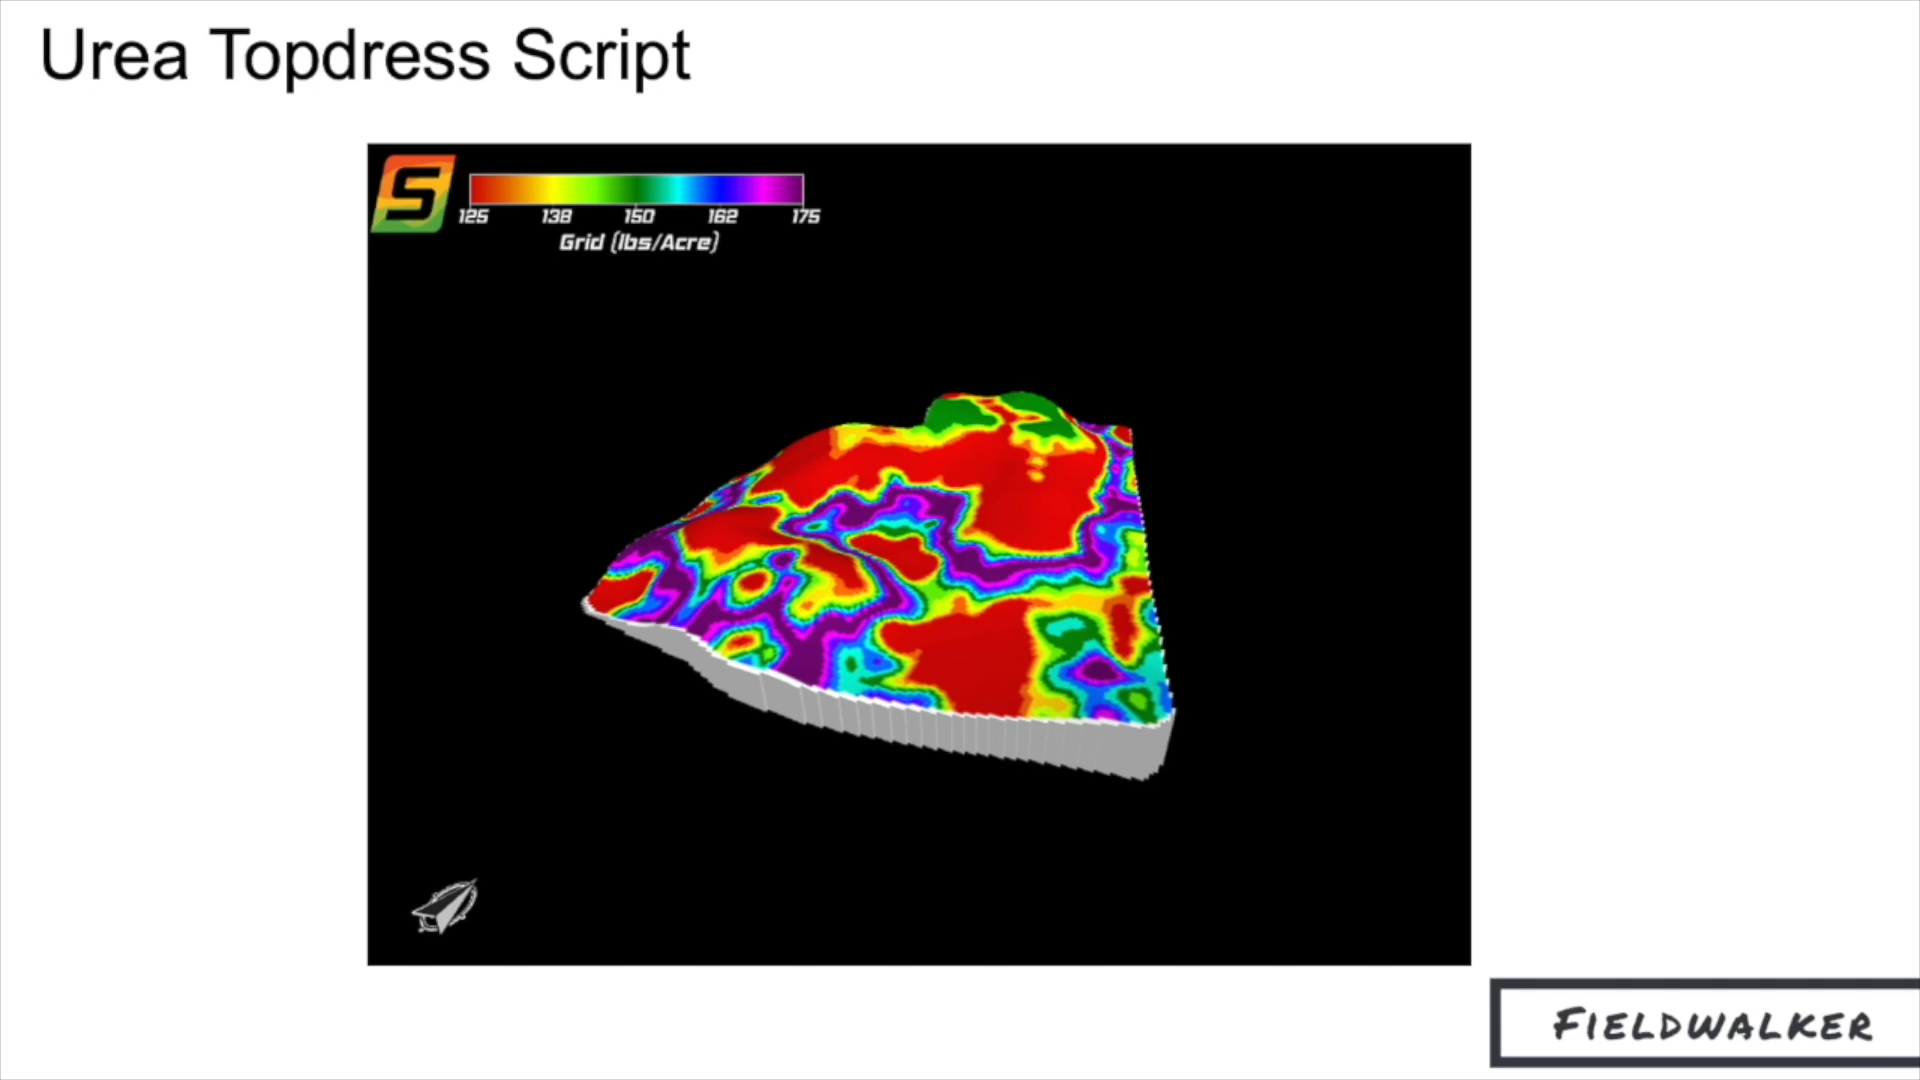 Urea Topdress Script
S
125 138 150 162 175
Grid (lbs/Acre)
FIELDWALKER